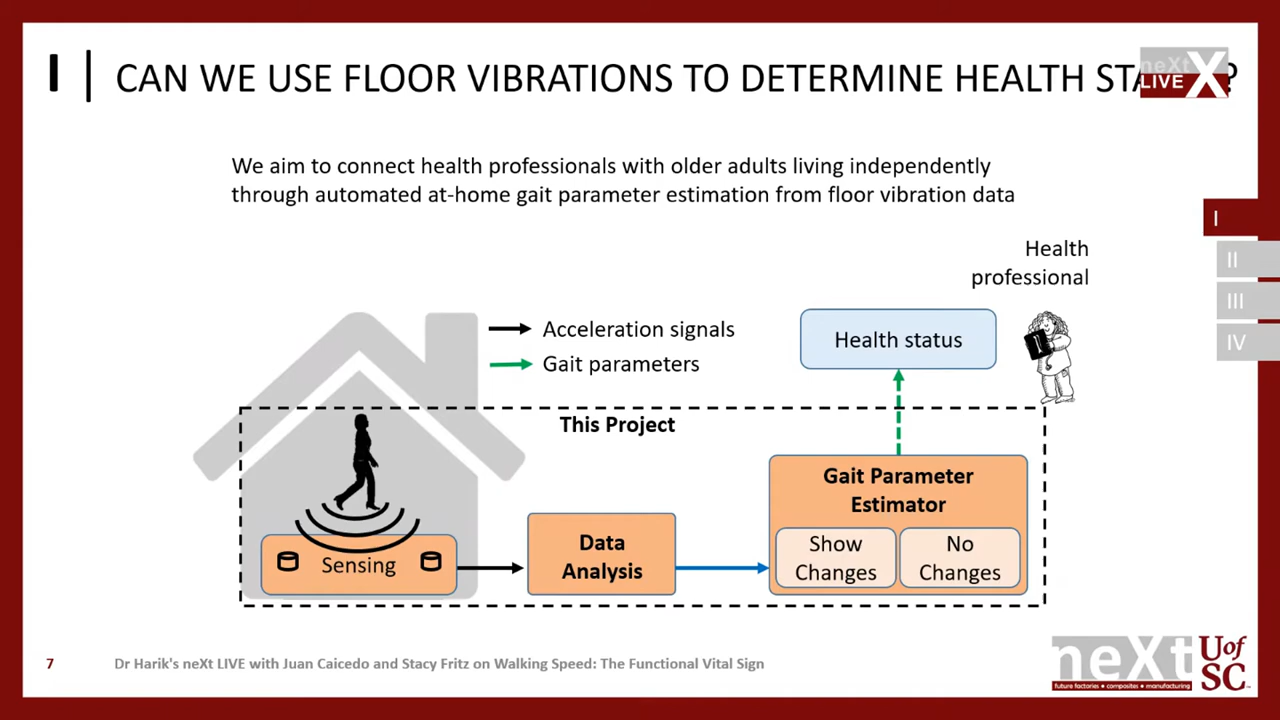 I CAN WE USE FLOOR VIBRATIONS TO DETERMINE HEALTH
neXt
LIVE X
We aim to connect health professionals with older adults living independently
through automated at-home gait parameter estimation from floor vibration data
I
II
III
IV
Health
professional
Acceleration signals
Gait parameters
Health status
This Project
Gait Parameter
Estimator
Show
Changes
No
Changes
Data
Analysis
Sensing
7 Dr Harik's neXt LIVE with Juan Caicedo and Stacy Fritz on Walking Speed: The Functional Vital Sign
neXt
future factories • composites • manufacturing
UofSC